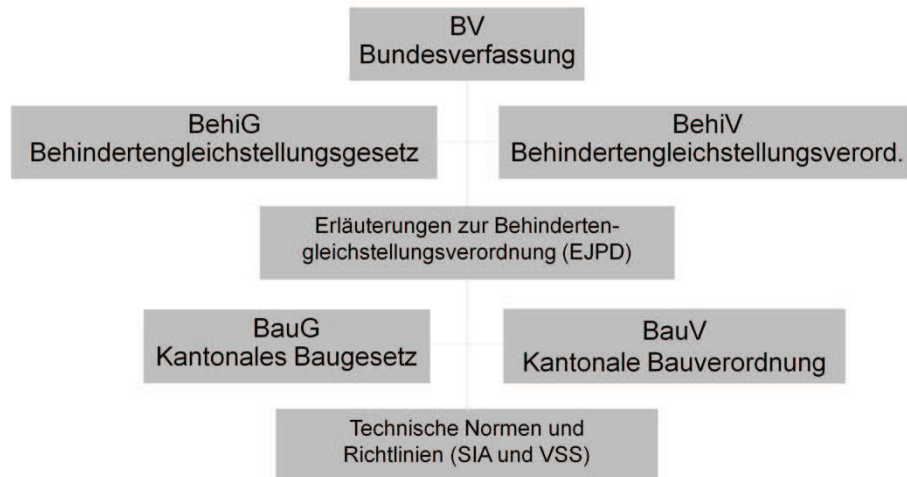 BV
Bundesverfassung
BehiG
Behindertengleichstellungsgesetz
BehiV
Behindertengleichstellungsverord.
Erläuterungen zur Behinderten-
gleichstellungsverordnung (EJPD)
BauG
Kantonales Baugesetz
BauV
Kantonale Bauverordnung
Technische Normen und
Richtlinien (SIA und VSS)